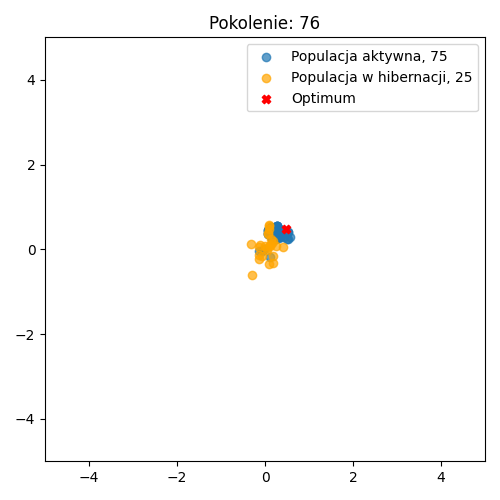 Pokolenie: 76
Populacja aktywna, 75
Populacja w hibernacji, 25
Optimum
4
2
0
−2
−4
−4 −2 0 2 4